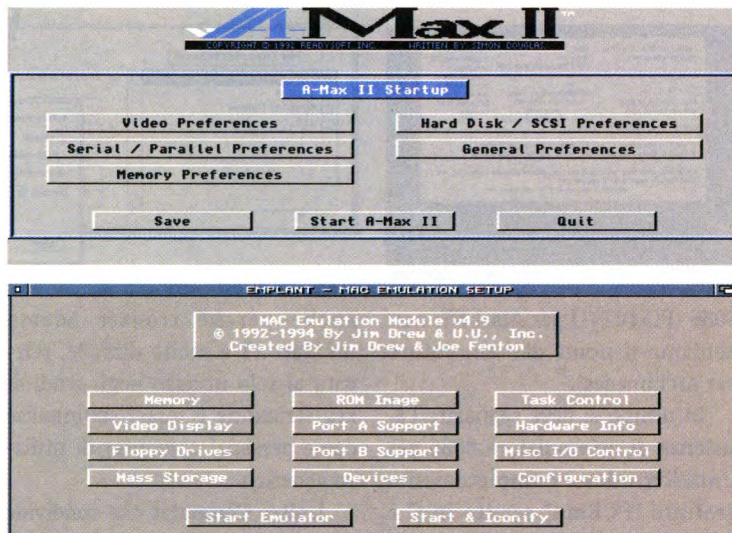 A-Max II™
COPYRIGHT © 1992 READYSOFT INC. WRITTEN BY SIMON DOUGLAS
A-Max II Startup
Video Preferences
Hard Disk / SCSI Preferences
Serial / Parallel Preferences
General Preferences
Memory Preferences
Save
Start A-Max II
Quit
EMPLANT - MAC EMULATION SETUP
MAC Emulation Module v4.9
© 1992-1994 By Jim Drew & U.U., Inc.
Created By Jim Drew & Joe Fenton
Memory
ROM Image
Task Control
Video Display
Port A Support
Hardware Info
Floppy Drives
Port B Support
Misc I/O Control
Mass Storage
Devices
Configuration
Start Emulator
Start & Iconify